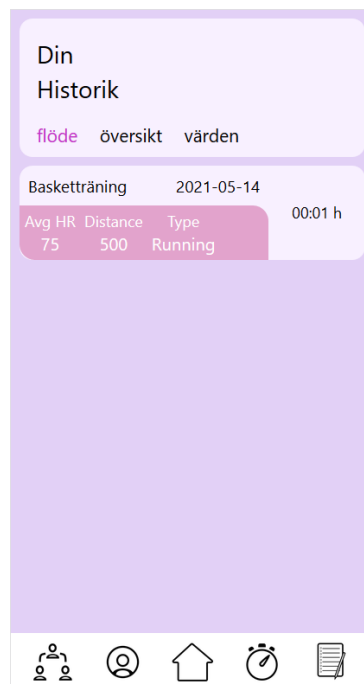 Din
Historik
flöde översikt värden
Basketträning 2021-05-14
00:01 h
Avg HR Distance Type
75 500 Running